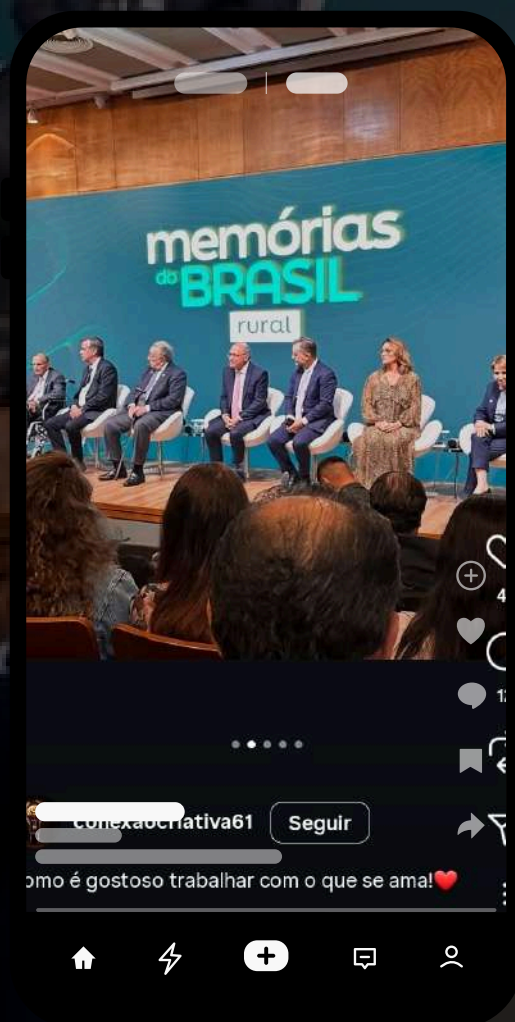 memórias
do BRASIL
rural
conexaocriativa61
Seguir
omo é gostoso trabalhar com o que se ama!❤️